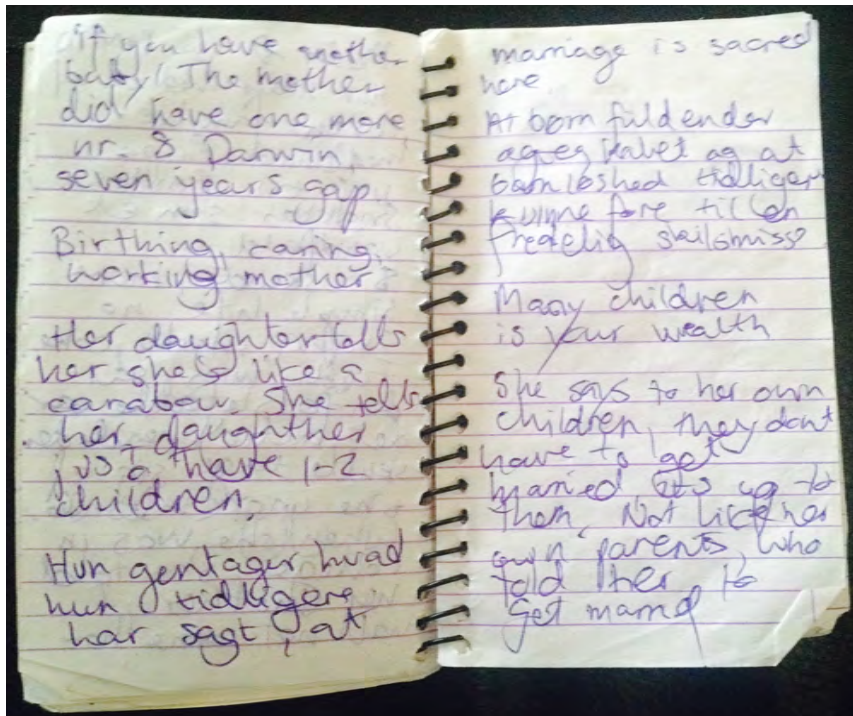 if you have another
baby! The mother
did have one more
nr. 8 Darwin,
seven years gap
Birthing, caring,
working mother
Her daughter tells
her she's like a
carabou. She tells
her daughther
just have 1-2
children,
Hun gentager hvad
hun tidligere
har sagt, at
marriage is sacred
here
At børn fuldender
ægteskabet og at
barnløshed tidligere
kunne føre til en
fredelig skilsmisse
Many children
is your wealth
She says to her own
children, they dont
have to get
married, its up to
them, Not like her
own parents, who
told her to
get married